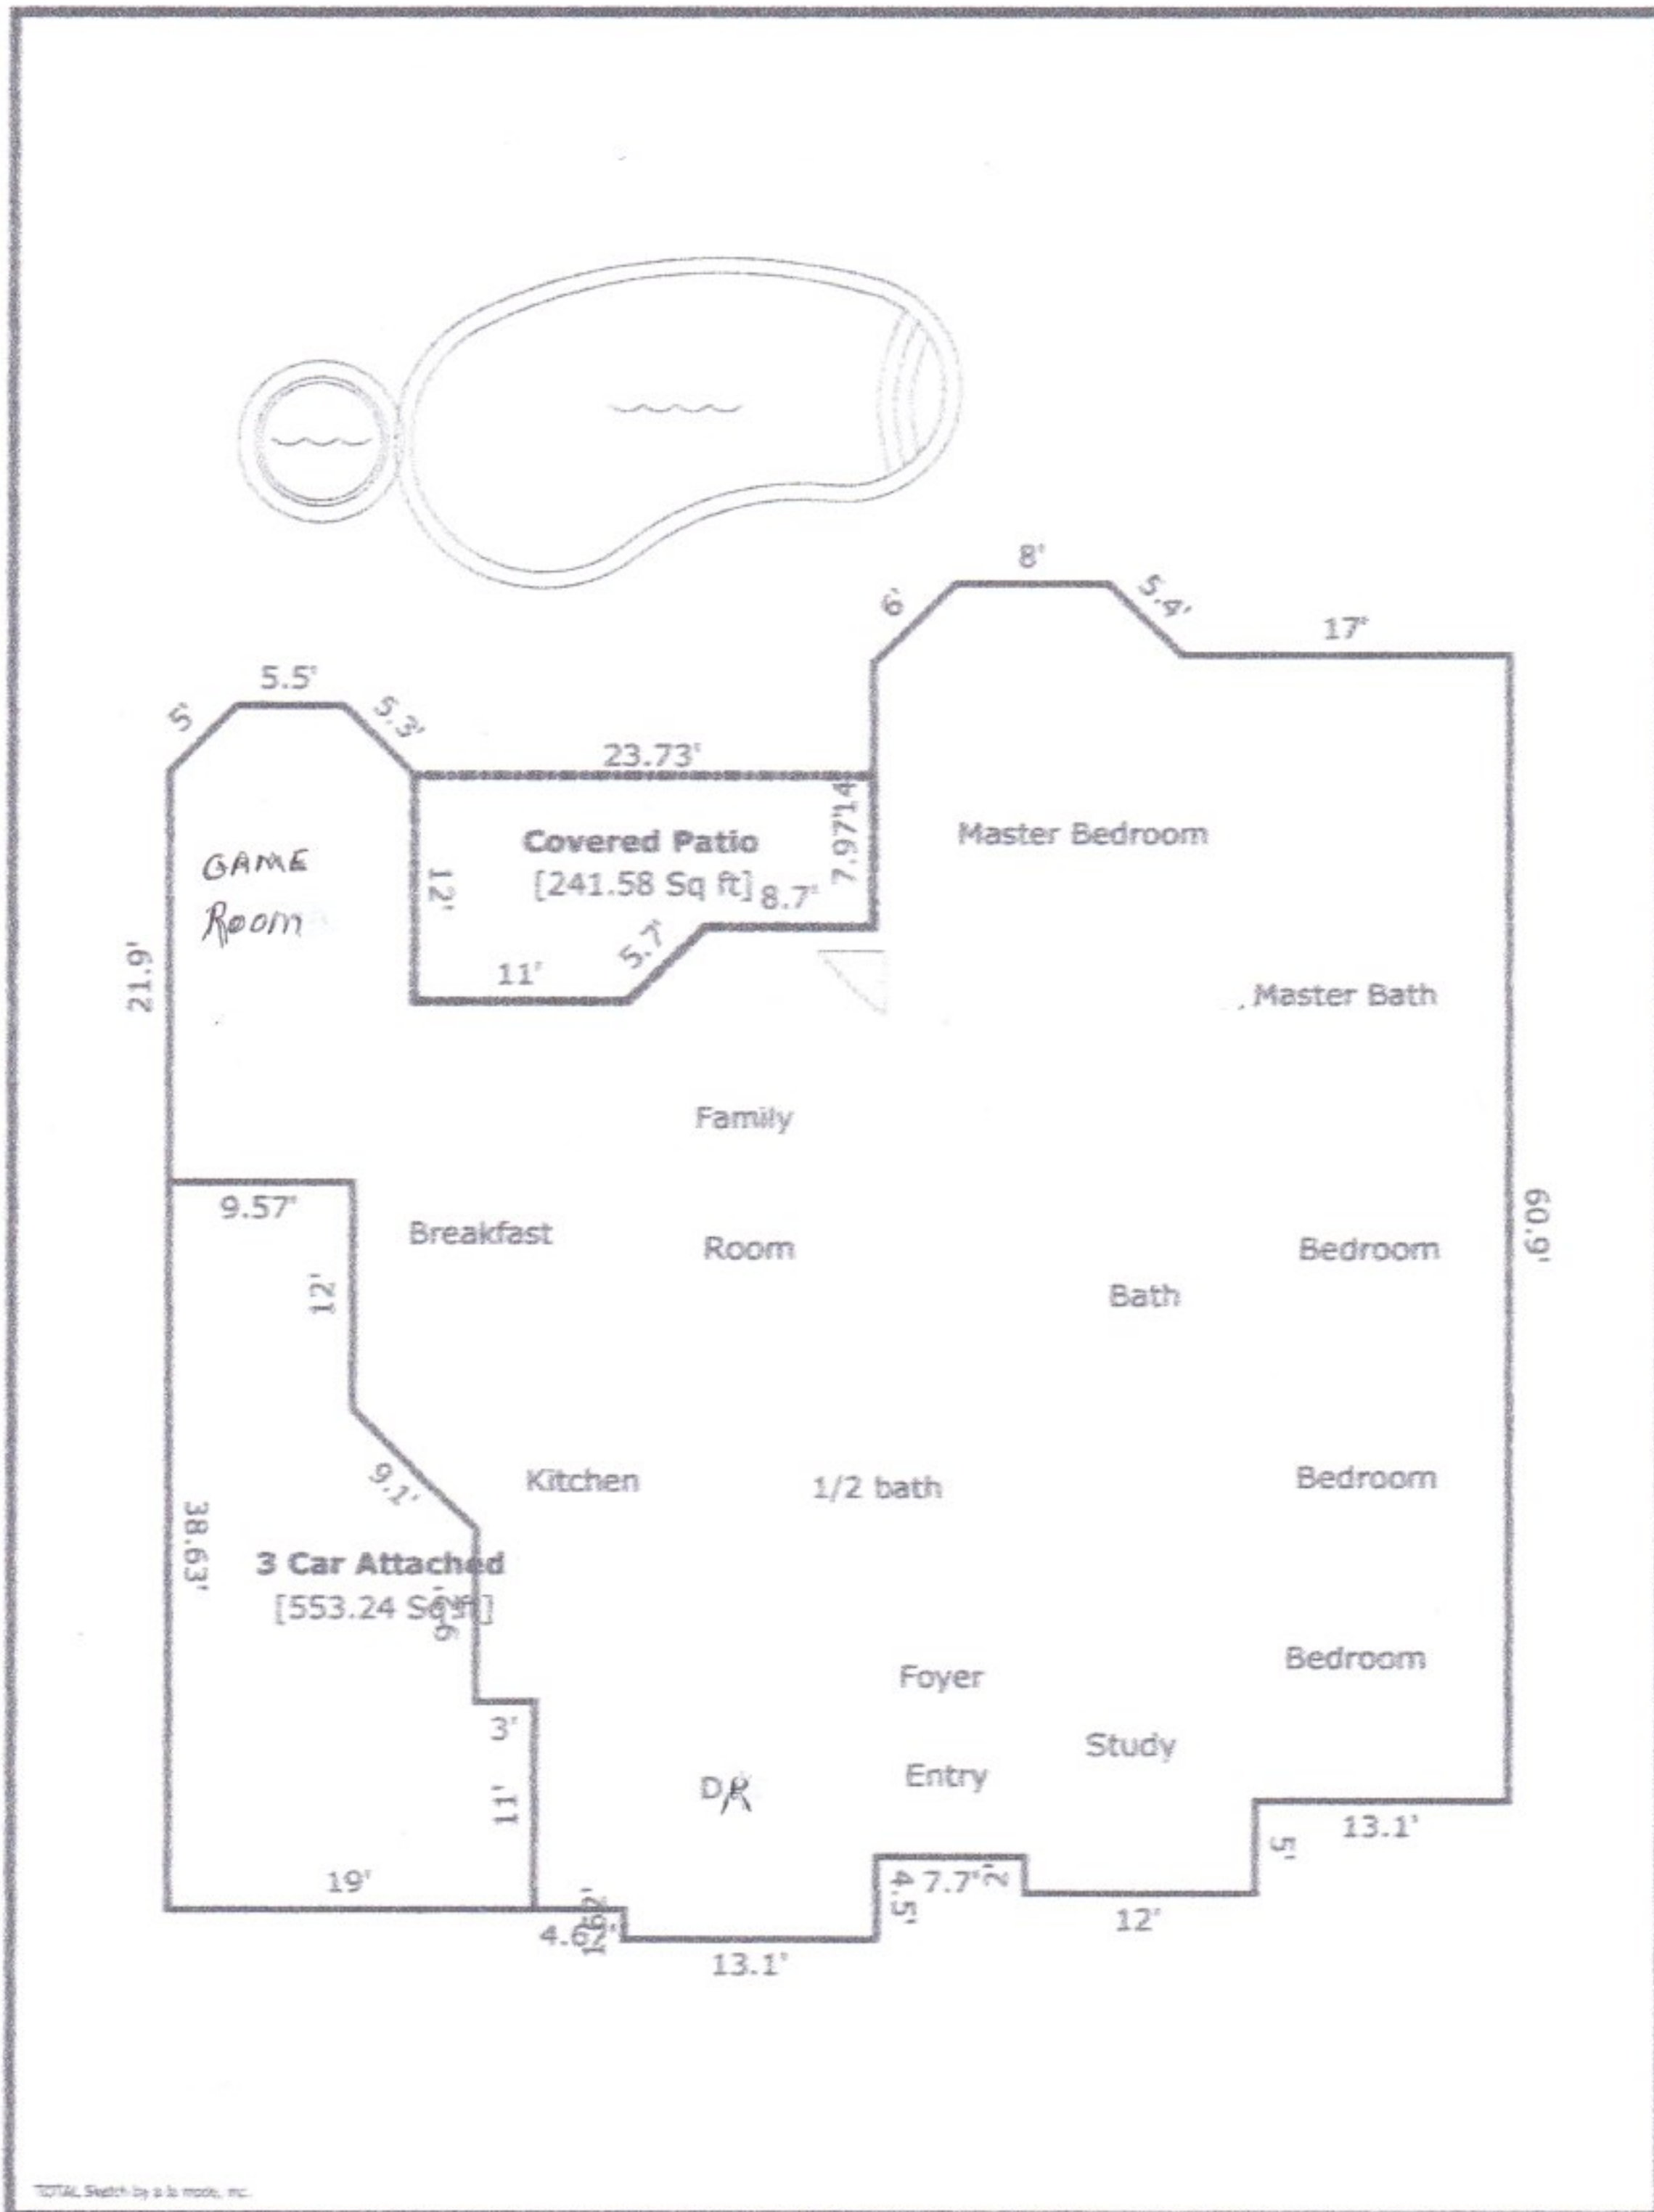 8'
6'
5.4'
17'
5.5'
5'
5.3'
23.73'
7.97'
14'
Covered Patio
[241.58 Sq ft]
8.7'
Master Bedroom
GAME
Room
12'
5.7'
11'
21.9'
Master Bath
Family
9.57'
Breakfast
Room
Bedroom
60.9'
12'
Bath
9.1'
Kitchen
1/2 bath
Bedroom
38.63'
3 Car Attached
[553.24 Sq ft]
Foyer
Bedroom
3'
Study
Entry
DR
11'
13.1'
5'
19'
4.5'
7.7'
2'
12'
13.1'
TOTAL Sketch by a la mode, inc.